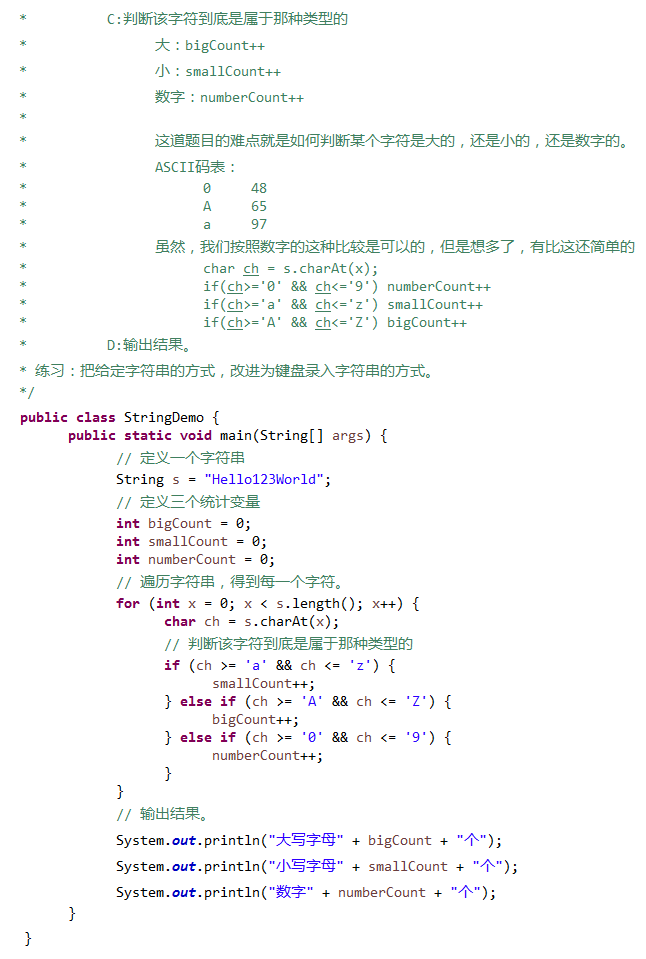 *          C:判断该字符到底是属于那种类型的
*                大：bigCount++
*                小：smallCount++
*                数字：numberCount++
*
*                这道题目的难点就是如何判断某个字符是大的，还是小的，还是数字的。
*                ASCII码表：
*                      0     48
*                      A     65
*                      a     97
*                虽然，我们按照数字的这种比较是可以的，但是想多了，有比这还简单的
*                      char ch = s.charAt(x);
*                      if(ch>='0' && ch<='9') numberCount++
*                      if(ch>='a' && ch<='z') smallCount++
*                      if(ch>='A' && ch<='Z') bigCount++
*          D:输出结果。
* 练习：把给定字符串的方式，改进为键盘录入字符串的方式。
*/
public class StringDemo {
      public static void main(String[] args) {
            // 定义一个字符串
            String s = "Hello123World";
            // 定义三个统计变量
            int bigCount = 0;
            int smallCount = 0;
            int numberCount = 0;
            // 遍历字符串，得到每一个字符。
            for (int x = 0; x < s.length(); x++) {
                  char ch = s.charAt(x);
                  // 判断该字符到底是属于那种类型的
                  if (ch >= 'a' && ch <= 'z') {
                        smallCount++;
                  } else if (ch >= 'A' && ch <= 'Z') {
                        bigCount++;
                  } else if (ch >= '0' && ch <= '9') {
                        numberCount++;
                  }
            }
            // 输出结果。
            System.out.println("大写字母" + bigCount + "个");
            System.out.println("小写字母" + smallCount + "个");
            System.out.println("数字" + numberCount + "个");
      }
}